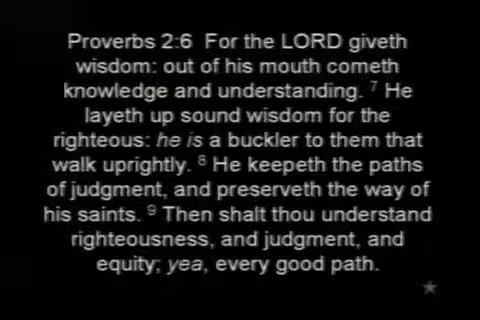 Proverbs 2:6  For the LORD giveth
wisdom: out of his mouth cometh
knowledge and understanding. 7 He
layeth up sound wisdom for the
righteous: he is a buckler to them that
walk uprightly. 8 He keepeth the paths
of judgment, and preserveth the way of
his saints. 9 Then shalt thou understand
righteousness, and judgment, and
equity; yea, every good path.